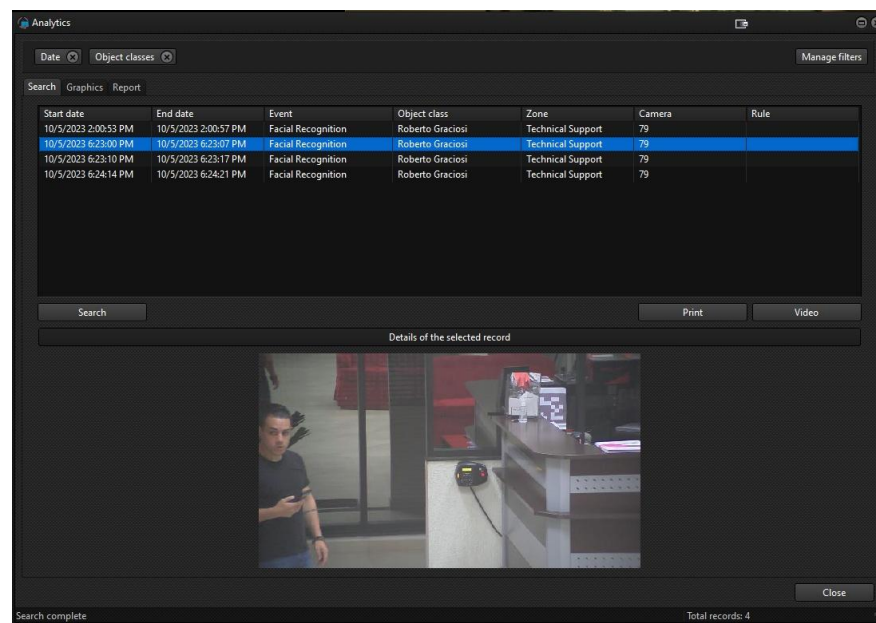 Analytics
Date Object classes Manage filters
Search Graphics Report
Start date End date Event Object class Zone Camera Rule
10/5/2023 2:00:53 PM 10/5/2023 2:00:57 PM Facial Recognition Roberto Graciosi Technical Support 79
10/5/2023 6:23:00 PM 10/5/2023 6:23:07 PM Facial Recognition Roberto Graciosi Technical Support 79
10/5/2023 6:23:10 PM 10/5/2023 6:23:17 PM Facial Recognition Roberto Graciosi Technical Support 79
10/5/2023 6:24:14 PM 10/5/2023 6:24:21 PM Facial Recognition Roberto Graciosi Technical Support 79
Search Print Video
Details of the selected record
Close
Search complete Total records: 4